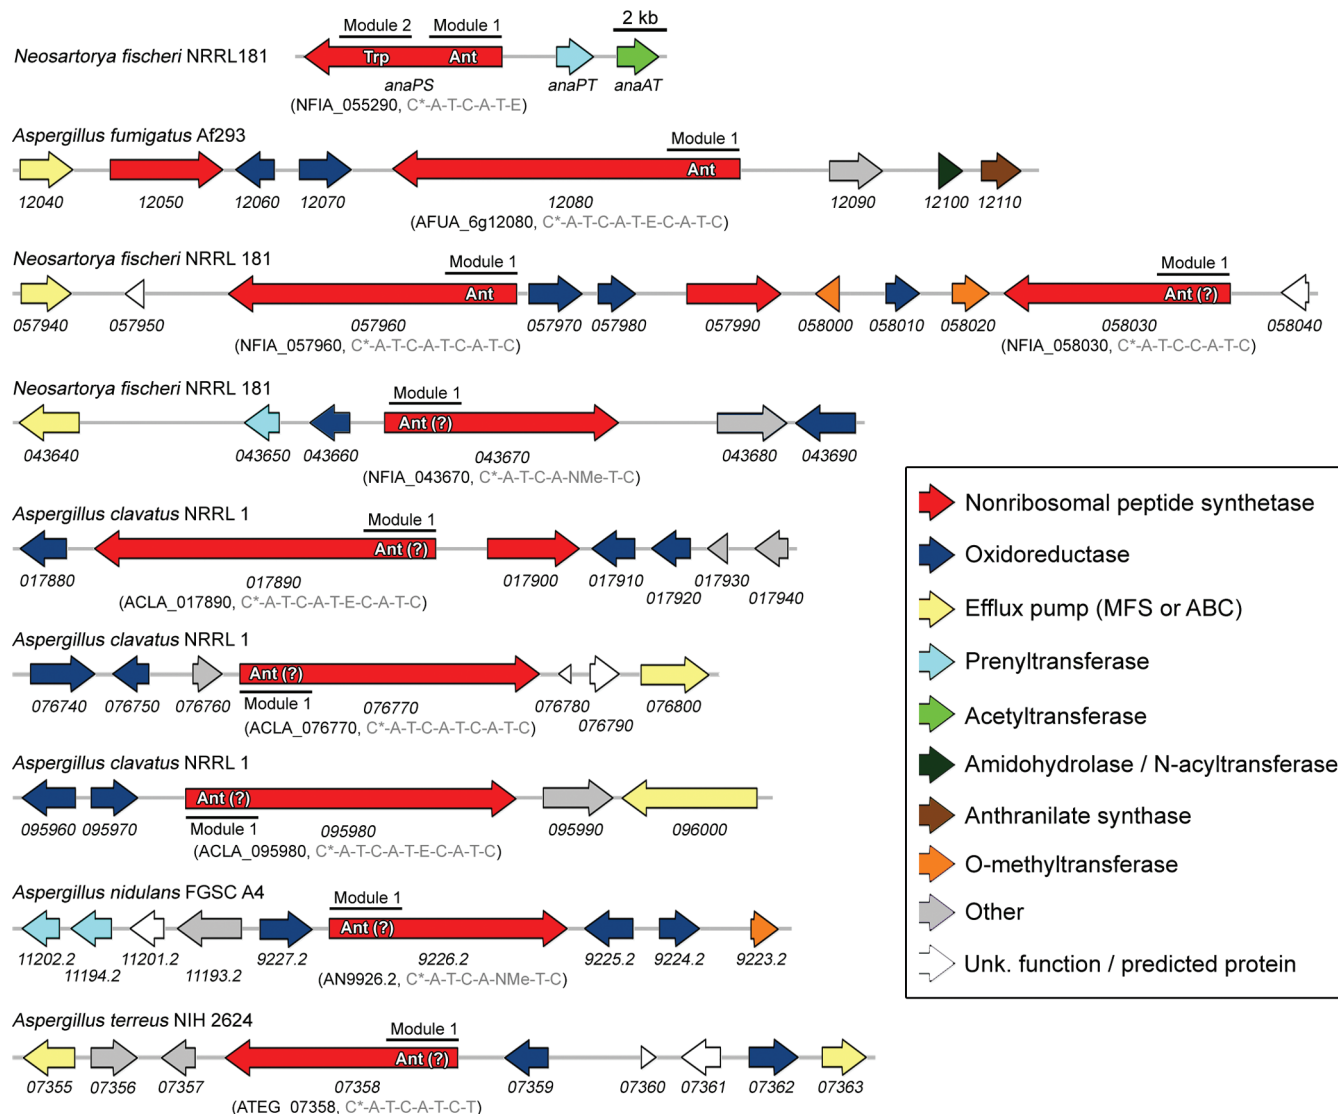 Module 2 Module 1 2 kb
Neosartorya fischeri NRRL181
Trp Ant
anaPS anaPT anaAT
(NFIA_055290, C*-A-T-C-A-T-E)
Aspergillus fumigatus Af293
Module 1
Ant
12040 12050 12060 12070 12080 12090 12100 12110
(AFUA_6g12080, C*-A-T-C-A-T-E-C-A-T-C)
Neosartorya fischeri NRRL 181
Module 1 Module 1
Ant Ant (?)
057940 057950 057960 057970 057980 057990 058000 058010 058020 058030 058040
(NFIA_057960, C*-A-T-C-A-T-C-A-T-C) (NFIA_058030, C*-A-T-C-C-A-T-C)
Neosartorya fischeri NRRL 181
Module 1
Ant (?)
043640 043650 043660 043670 043680 043690
(NFIA_043670, C*-A-T-C-A-NMe-T-C)
Aspergillus clavatus NRRL 1
Module 1
Ant (?)
017880 017890 017900 017910 017930
017920 017940
(ACLA_017890, C*-A-T-C-A-T-E-C-A-T-C)
Aspergillus clavatus NRRL 1
Ant (?)
Module 1
076740 076750 076760 076770 076780 076800
076790
(ACLA_076770, C*-A-T-C-A-T-C-A-T-C)
Aspergillus clavatus NRRL 1
Ant (?)
Module 1
095960 095970 095980 095990 096000
(ACLA_095980, C*-A-T-C-A-T-E-C-A-T-C)
Aspergillus nidulans FGSC A4
Module 1
Ant (?)
11202.2 11201.2 9227.2 9226.2 9225.2 9224.2 9223.2
11194.2 11193.2
(AN9926.2, C*-A-T-C-A-NMe-T-C)
Aspergillus terreus NIH 2624
Module 1
Ant (?)
07355 07356 07357 07358 07359 07360 07361 07362 07363
(ATEG_07358, C*-A-T-C-A-T-C-T)
Nonribosomal peptide synthetase
Oxidoreductase
Efflux pump (MFS or ABC)
Prenyltransferase
Acetyltransferase
Amidohydrolase / N-acyltransferase
Anthranilate synthase
O-methyltransferase
Other
Unk. function / predicted protein